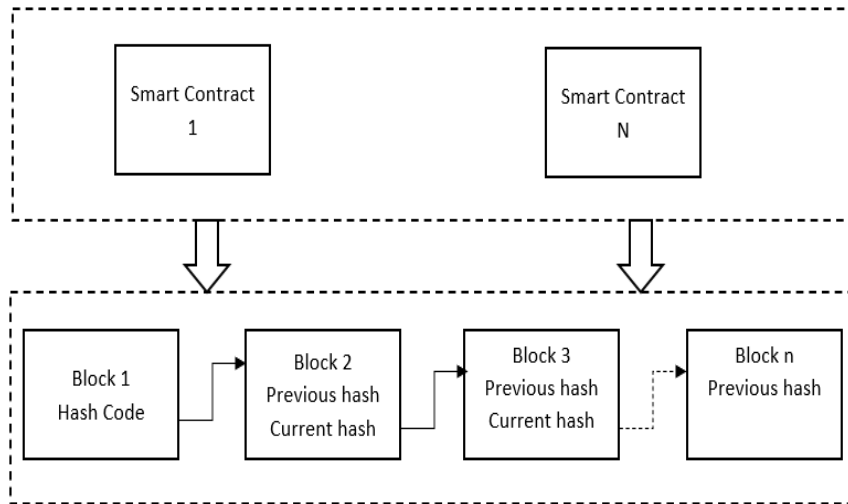 Smart Contract
1
Smart Contract
N
Block 1
Hash Code
Block 2
Previous hash
Current hash
Block 3
Previous hash
Current hash
Block n
Previous hash